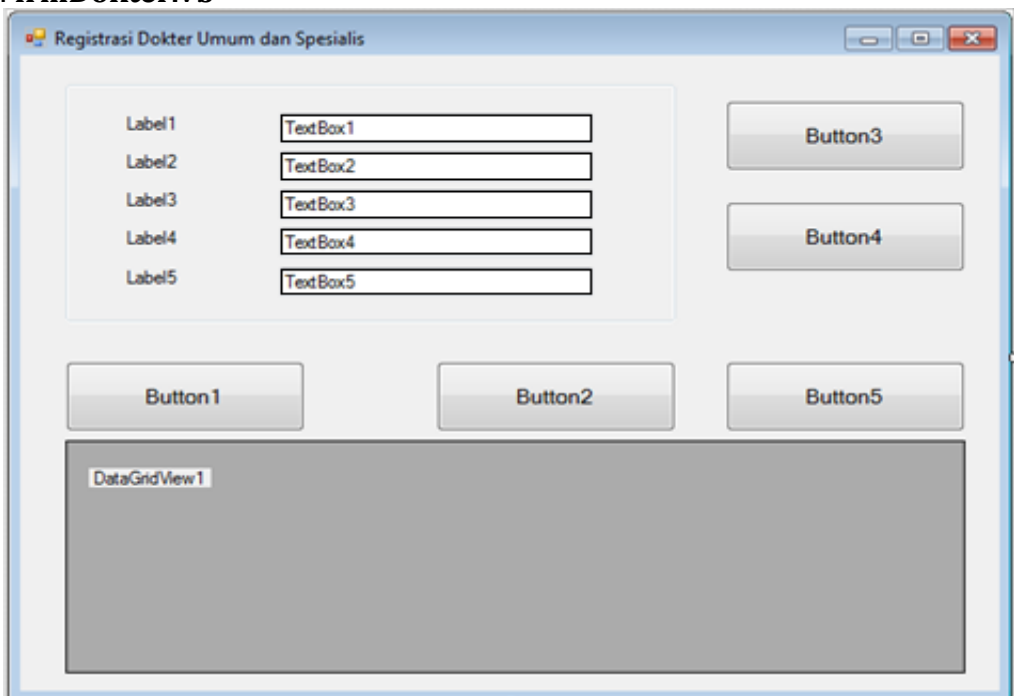 Registrasi Dokter Umum dan Spesialis
Label1 TextBox1
Label2 TextBox2
Label3 TextBox3
Label4 TextBox4
Label5 TextBox5
Button3
Button4
Button1 Button2 Button5
DataGridView1